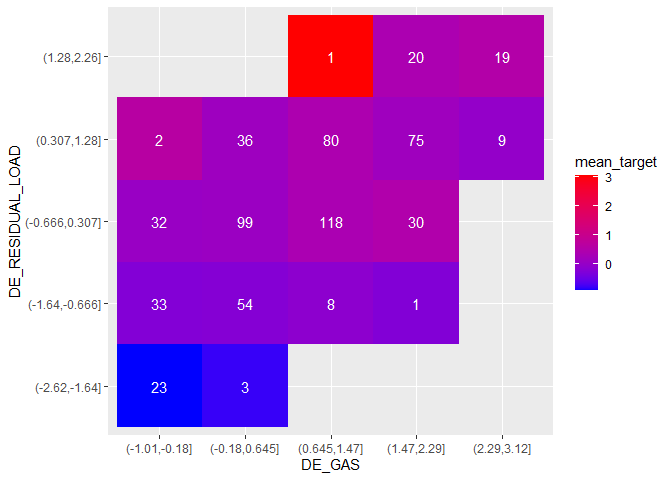 (1.28,2.26]
1 20 19
(0.307,1.28]
2 36 80 75 9
mean_target
3
2
1
0
DE_RESIDUAL_LOAD
(-0.666,0.307]
32 99 118 30
(-1.64,-0.666]
33 54 8 1
(-2.62,-1.64]
23 3
(-1.01,-0.18] (-0.18,0.645] (0.645,1.47] (1.47,2.29] (2.29,3.12]
DE_GAS